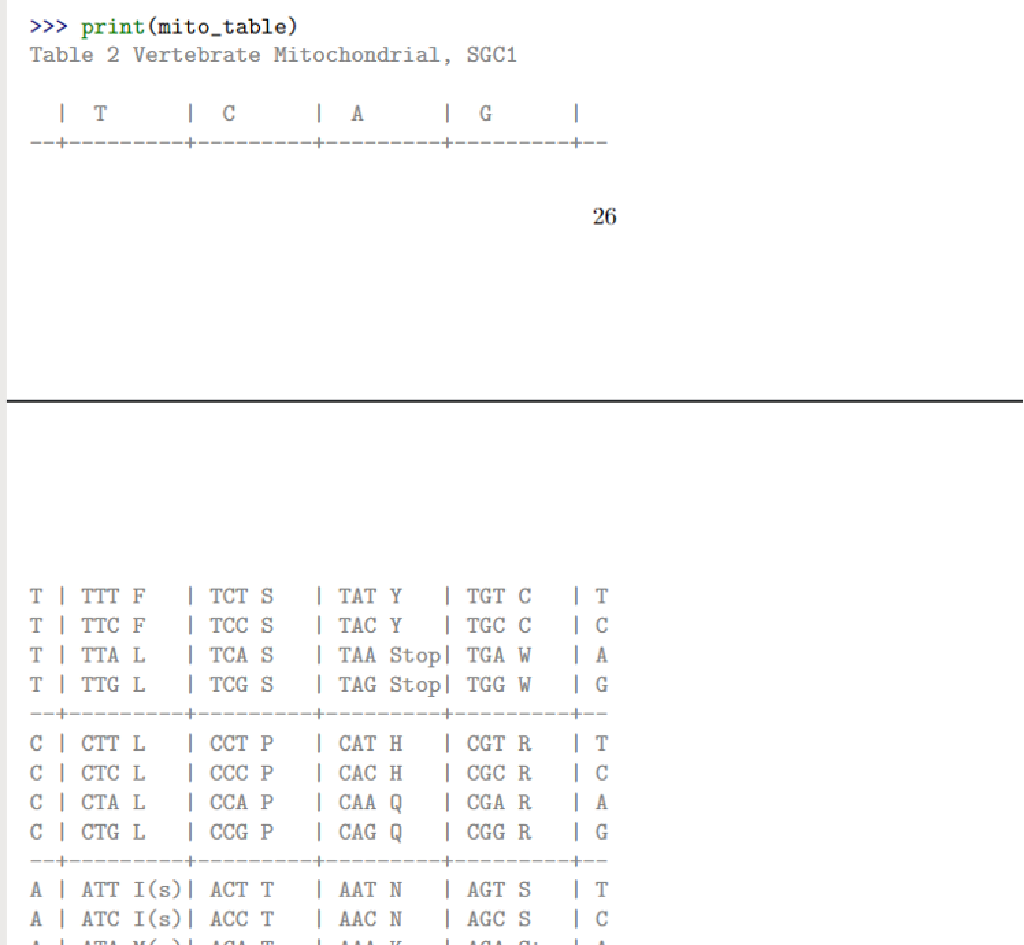 >>> print(mito_table)
Table 2 Vertebrate Mitochondrial, SGC1
  |  T      |  C      |  A      |  G      |
--+---------+---------+---------+---------+--
26
T | TTT F   | TCT S   | TAT Y   | TGT C   | T
T | TTC F   | TCC S   | TAC Y   | TGC C   | C
T | TTA L   | TCA S   | TAA Stop| TGA W   | A
T | TTG L   | TCG S   | TAG Stop| TGG W   | G
--+---------+---------+---------+---------+--
C | CTT L   | CCT P   | CAT H   | CGT R   | T
C | CTC L   | CCC P   | CAC H   | CGC R   | C
C | CTA L   | CCA P   | CAA Q   | CGA R   | A
C | CTG L   | CCG P   | CAG Q   | CGG R   | G
--+---------+---------+---------+---------+--
A | ATT I(s)| ACT T   | AAT N   | AGT S   | T
A | ATC I(s)| ACC T   | AAC N   | AGC S   | C